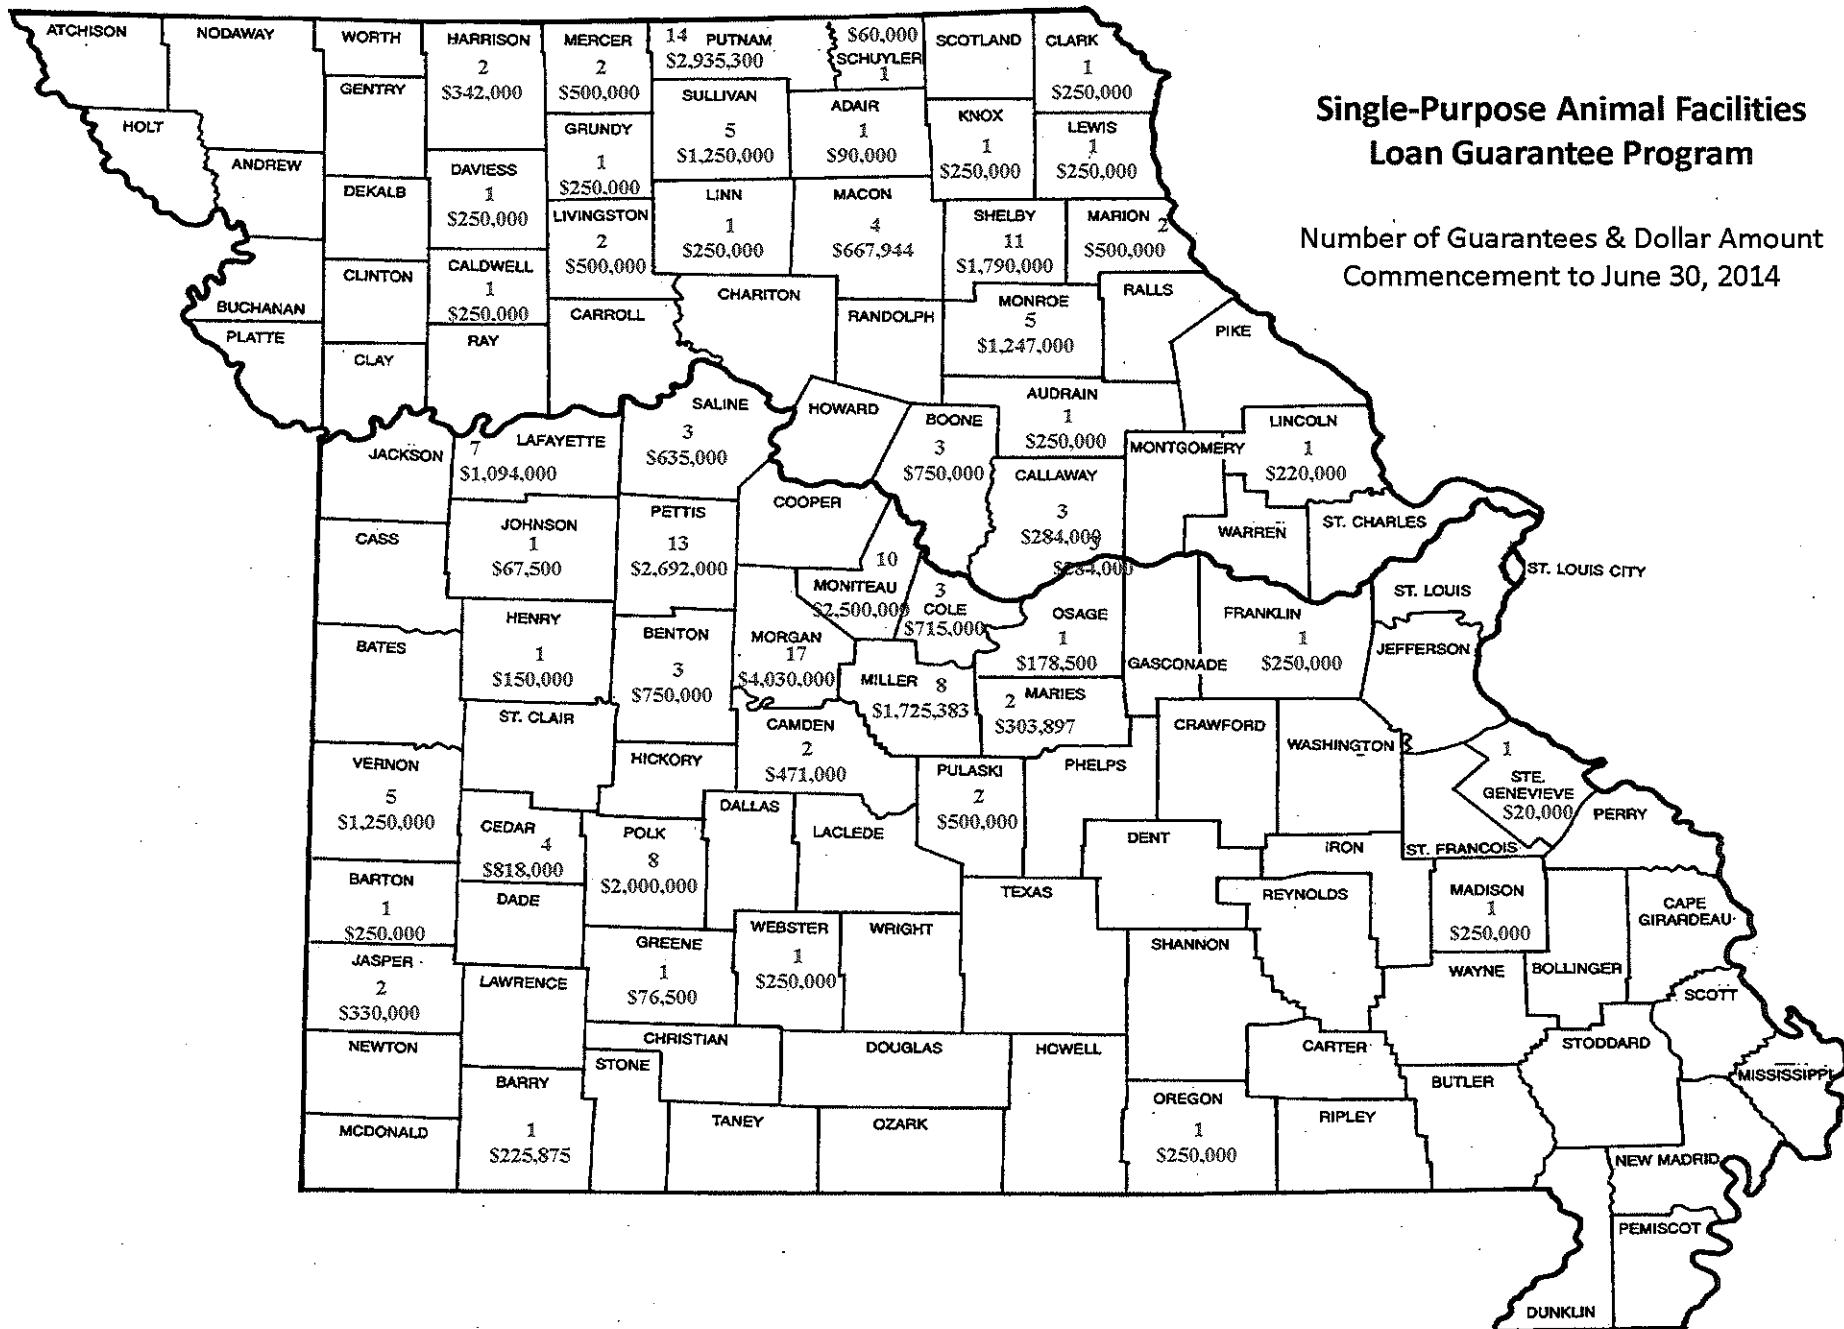 Single-Purpose Animal Facilities
Loan Guarantee Program
Number of Guarantees & Dollar Amount
Commencement to June 30, 2014
ATCHISON
NODAWAY
WORTH
HARRISON
2
$342,000
MERCER
2
$500,000
14 PUTNAM
$2,935,300
$60,000
SCHUYLER
1
SCOTLAND
CLARK
1
$250,000
GENTRY
HOLT
ANDREW
DEKALB
DAVIESS
1
$250,000
GRUNDY
1
$250,000
SULLIVAN
5
$1,250,000
ADAIR
1
$90,000
KNOX
1
$250,000
LEWIS
1
$250,000
LIVINGSTON
2
$500,000
LINN
1
$250,000
MACON
4
$667,944
SHELBY
11
$1,790,000
MARION 2
$500,000
BUCHANAN
CLINTON
CALDWELL
1
$250,000
CARROLL
CHARITON
RANDOLPH
MONROE
5
$1,247,000
RALLS
PIKE
PLATTE
CLAY
RAY
SALINE
3
$635,000
HOWARD
BOONE
3
$750,000
AUDRAIN
1
$250,000
MONTGOMERY
LINCOLN
1
$220,000
JACKSON
7 LAFAYETTE
$1,094,000
COOPER
CALLAWAY
3
$284,000
3
$284,000
WARREN
ST. CHARLES
CASS
JOHNSON
1
$67,500
PETTIS
13
$2,692,000
10
MONITEAU
$2,500,000
3
COLE
$715,000
OSAGE
1
$178,500
GASCONADE
FRANKLIN
1
$250,000
ST. LOUIS
ST. LOUIS CITY
JEFFERSON
BATES
HENRY
1
$150,000
BENTON
3
$750,000
MORGAN
17
$4,030,000
MILLER 8
$1,725,383
2 MARIES
$303,897
ST. CLAIR
HICKORY
CAMDEN
2
$471,000
PULASKI
2
$500,000
PHELPS
CRAWFORD
WASHINGTON
1
STE.
GENEVIEVE
$20,000
PERRY
VERNON
5
$1,250,000
CEDAR 4
$818,000
POLK
8
$2,000,000
DALLAS
LACLEDE
DENT
IRON
ST. FRANCOIS
BARTON
1
$250,000
DADE
TEXAS
REYNOLDS
MADISON
1
$250,000
CAPE
GIRARDEAU
JASPER
2
$330,000
LAWRENCE
GREENE
1
$76,500
WEBSTER
1
$250,000
WRIGHT
SHANNON
WAYNE
BOLLINGER
SCOTT
NEWTON
CHRISTIAN
STONE
DOUGLAS
HOWELL
CARTER
STODDARD
MISSISSIPPI
MCDONALD
BARRY
1
$225,875
TANEY
OZARK
OREGON
1
$250,000
RIPLEY
BUTLER
NEW MADRID
PEMISCOT
DUNKLIN